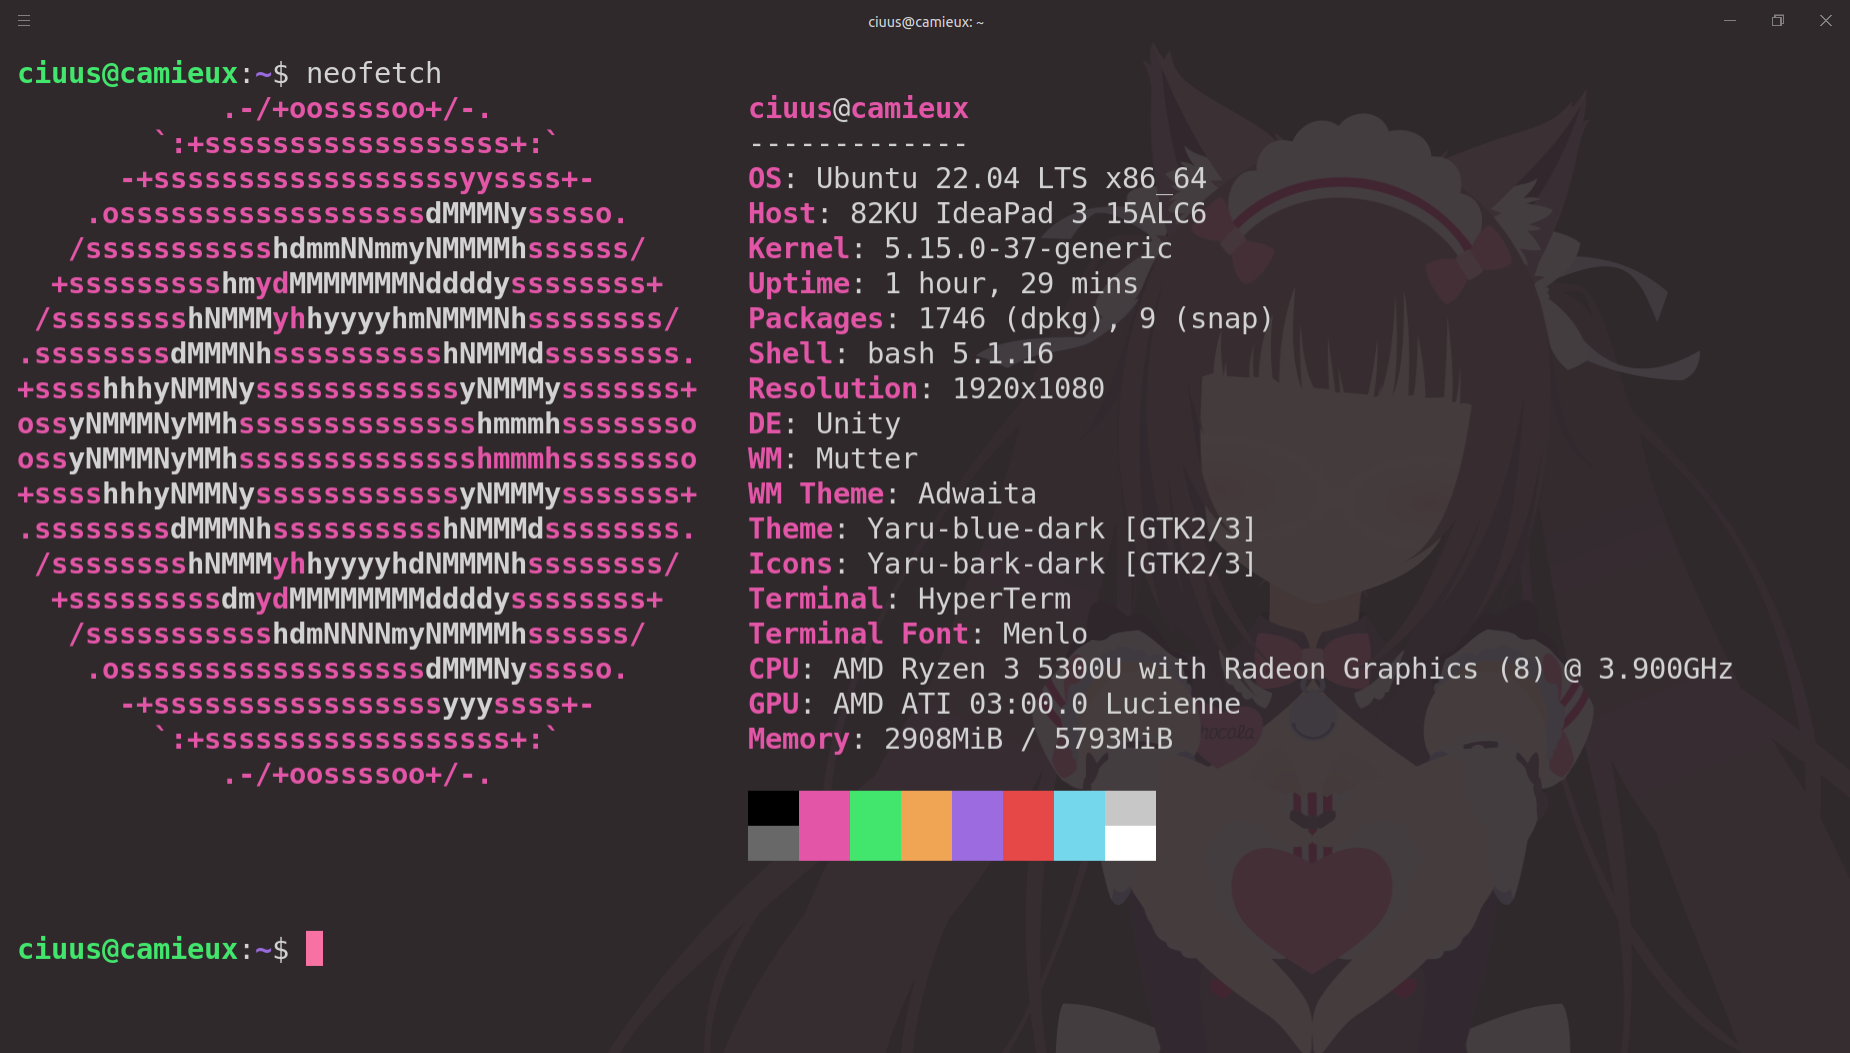 ciuus@camieux: ~
ciuus@camieux:~$ neofetch
.-/+oossssoo+/-.
`:+ssssssssssssssssss+:`
-+ssssssssssssssssssyyssss+-
.ossssssssssssssssssdMMMNysssso.
/ssssssssssshdmmNNmmyNMMMMhssssss/
+ssssssssshmydMMMMMMMNddddyssssssss+
/sssssssshNMMMyhhyyyyhmNMMMNhssssssss/
.ssssssssdMMMNhsssssssssshNMMMdssssssss.
+sssshhhyNMMNyssssssssssssyNMMMysssssss+
ossyNMMMNyMMhsssssssssssssshmmmhssssssso
ossyNMMMNyMMhsssssssssssssshmmmhssssssso
+sssshhhyNMMNyssssssssssssyNMMMysssssss+
.ssssssssdMMMNhsssssssssshNMMMdssssssss.
/sssssssshNMMMyhhyyyyhdNMMMNhssssssss/
+sssssssssdmydMMMMMMMMddddyssssssss+
/ssssssssssshdmNNNNmyNMMMMhssssss/
.ossssssssssssssssssdMMMNysssso.
-+sssssssssssssssssyyyssss+-
`:+ssssssssssssssssss+:`
.-/+oossssoo+/-.
ciuus@camieux
-------------
OS: Ubuntu 22.04 LTS x86_64
Host: 82KU IdeaPad 3 15ALC6
Kernel: 5.15.0-37-generic
Uptime: 1 hour, 29 mins
Packages: 1746 (dpkg), 9 (snap)
Shell: bash 5.1.16
Resolution: 1920x1080
DE: Unity
WM: Mutter
WM Theme: Adwaita
Theme: Yaru-blue-dark [GTK2/3]
Icons: Yaru-bark-dark [GTK2/3]
Terminal: HyperTerm
Terminal Font: Menlo
CPU: AMD Ryzen 3 5300U with Radeon Graphics (8) @ 3.900GHz
GPU: AMD ATI 03:00.0 Lucienne
Memory: 2908MiB / 5793MiB
ciuus@camieux:~$